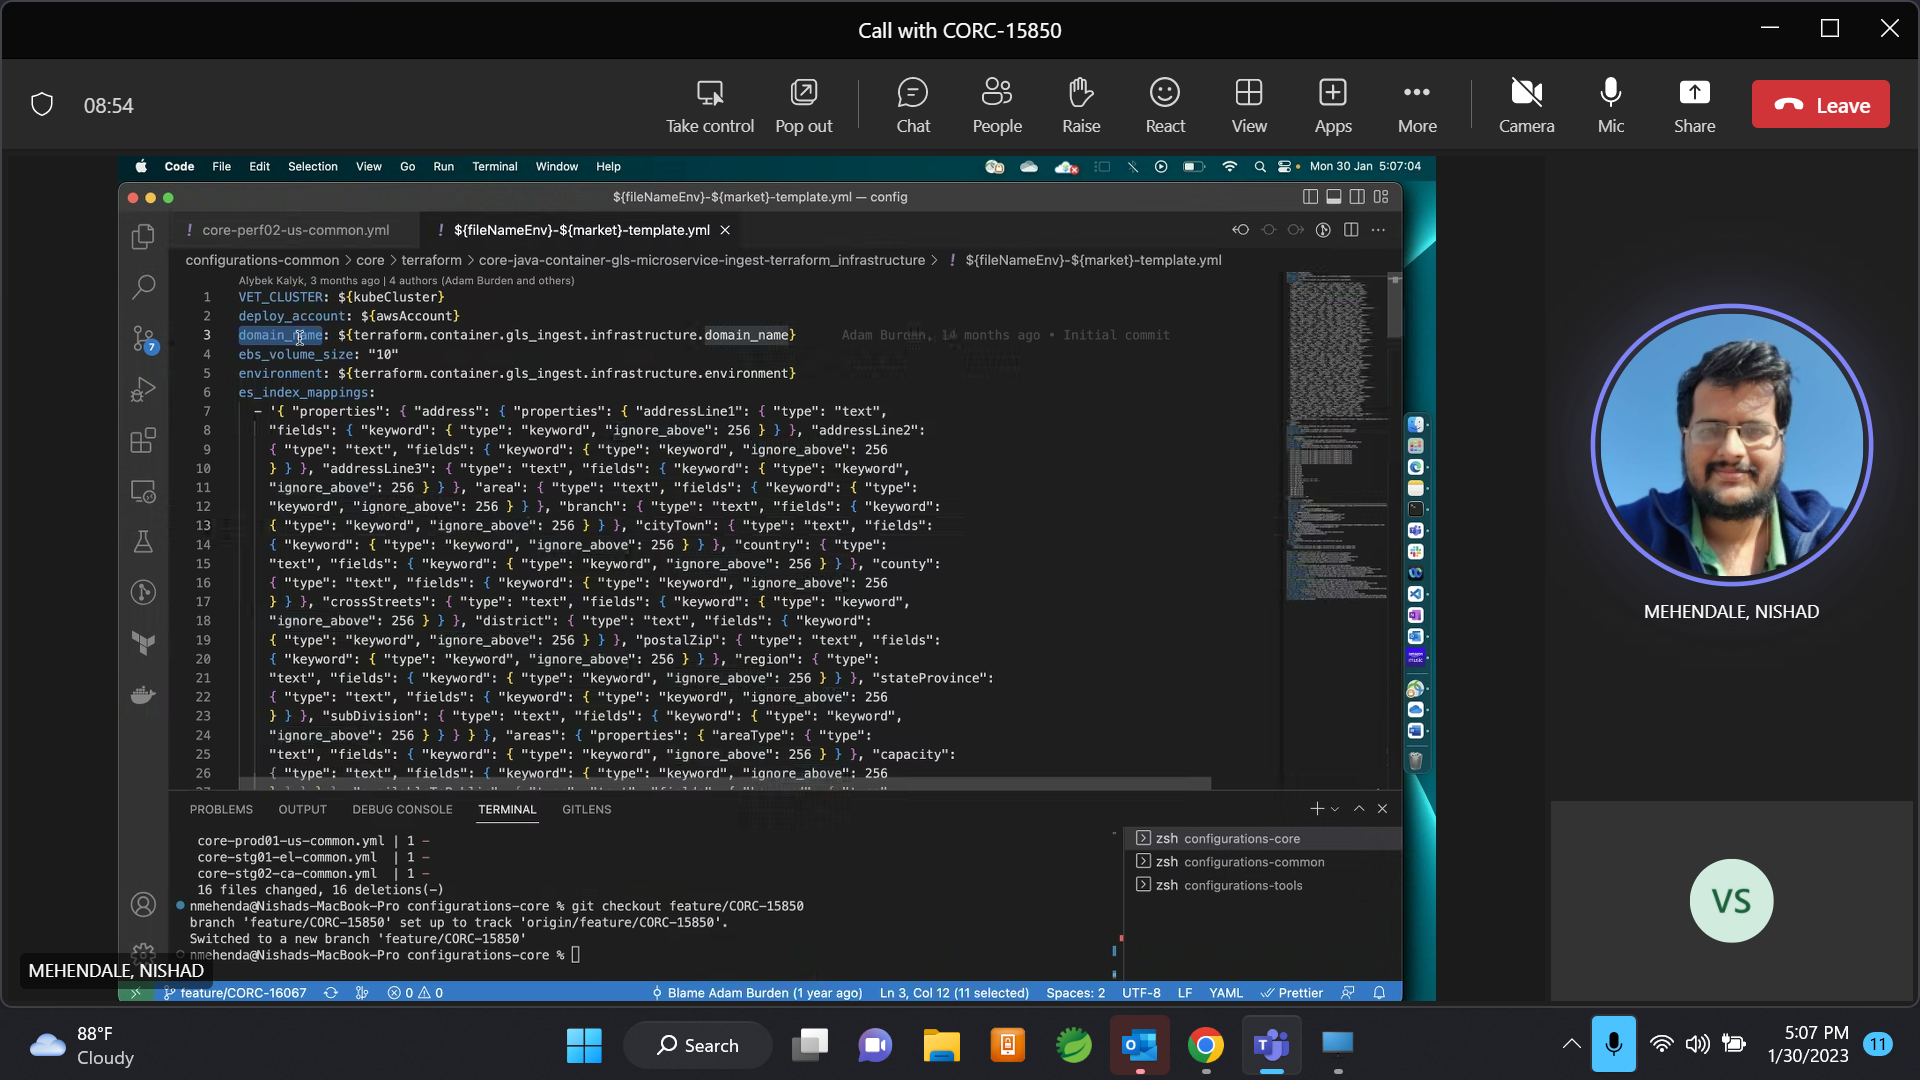 Call with CORC-15850
08:54
Take control
Pop out
Chat
People
Raise
React
View
Apps
More
Camera
Mic
Share
Leave
Code File Edit Selection View Go Run Terminal Window Help
Mon 30 Jan 5:07:04
${fileNameEnv}-${market}-template.yml — config
! core-perf02-us-common.yml
! ${fileNameEnv}-${market}-template.yml
configurations-common > core > terraform > core-java-container-gls-microservice-ingest-terraform_infrastructure > ! ${fileNameEnv}-${market}-template.yml
Alybek Kalyk, 3 months ago | 4 authors (Adam Burden and others)
1 VET_CLUSTER: ${kubeCluster}
2 deploy_account: ${awsAccount}
3 domain_name: ${terraform.container.gls_ingest.infrastructure.domain_name} Adam Burden, 14 months ago • Initial commit
4 ebs_volume_size: "10"
5 environment: ${terraform.container.gls_ingest.infrastructure.environment}
6 es_index_mappings:
7 - '{ "properties": { "address": { "properties": { "addressLine1": { "type": "text",
8 "fields": { "keyword": { "type": "keyword", "ignore_above": 256 } } }, "addressLine2":
9 { "type": "text", "fields": { "keyword": { "type": "keyword", "ignore_above": 256
10 } } }, "addressLine3": { "type": "text", "fields": { "keyword": { "type": "keyword",
11 "ignore_above": 256 } } }, "area": { "type": "text", "fields": { "keyword": { "type":
12 "keyword", "ignore_above": 256 } } }, "branch": { "type": "text", "fields": { "keyword":
13 { "type": "keyword", "ignore_above": 256 } } }, "cityTown": { "type": "text", "fields":
14 { "keyword": { "type": "keyword", "ignore_above": 256 } } }, "country": { "type":
15 "text", "fields": { "keyword": { "type": "keyword", "ignore_above": 256 } } }, "county":
16 { "type": "text", "fields": { "keyword": { "type": "keyword", "ignore_above": 256
17 } } }, "crossStreets": { "type": "text", "fields": { "keyword": { "type": "keyword",
18 "ignore_above": 256 } } }, "district": { "type": "text", "fields": { "keyword":
19 { "type": "keyword", "ignore_above": 256 } } }, "postalZip": { "type": "text", "fields":
20 { "keyword": { "type": "keyword", "ignore_above": 256 } } }, "region": { "type":
21 "text", "fields": { "keyword": { "type": "keyword", "ignore_above": 256 } } }, "stateProvince":
22 { "type": "text", "fields": { "keyword": { "type": "keyword", "ignore_above": 256
23 } } }, "subDivision": { "type": "text", "fields": { "keyword": { "type": "keyword",
24 "ignore_above": 256 } } } } }, "areas": { "properties": { "areaType": { "type":
25 "text", "fields": { "keyword": { "type": "keyword", "ignore_above": 256 } } }, "capacity":
26 { "type": "text", "fields": { "keyword": { "type": "keyword", "ignore_above": 256
7
PROBLEMS OUTPUT DEBUG CONSOLE TERMINAL GITLENS
core-prod01-us-common.yml | 1 -
core-stg01-el-common.yml | 1 -
core-stg02-ca-common.yml | 1 -
16 files changed, 16 deletions(-)
nmehenda@Nishads-MacBook-Pro configurations-core % git checkout feature/CORC-15850
branch 'feature/CORC-15850' set up to track 'origin/feature/CORC-15850'.
Switched to a new branch 'feature/CORC-15850'
nmehenda@Nishads-MacBook-Pro configurations-core %
zsh configurations-core
zsh configurations-common
zsh configurations-tools
feature/CORC-16067 0 0 Blame Adam Burden (1 year ago) Ln 3, Col 12 (11 selected) Spaces: 2 UTF-8 LF YAML Prettier
MEHENDALE, NISHAD
MEHENDALE, NISHAD
VS
88°F
Cloudy
Search
5:07 PM
1/30/2023
11